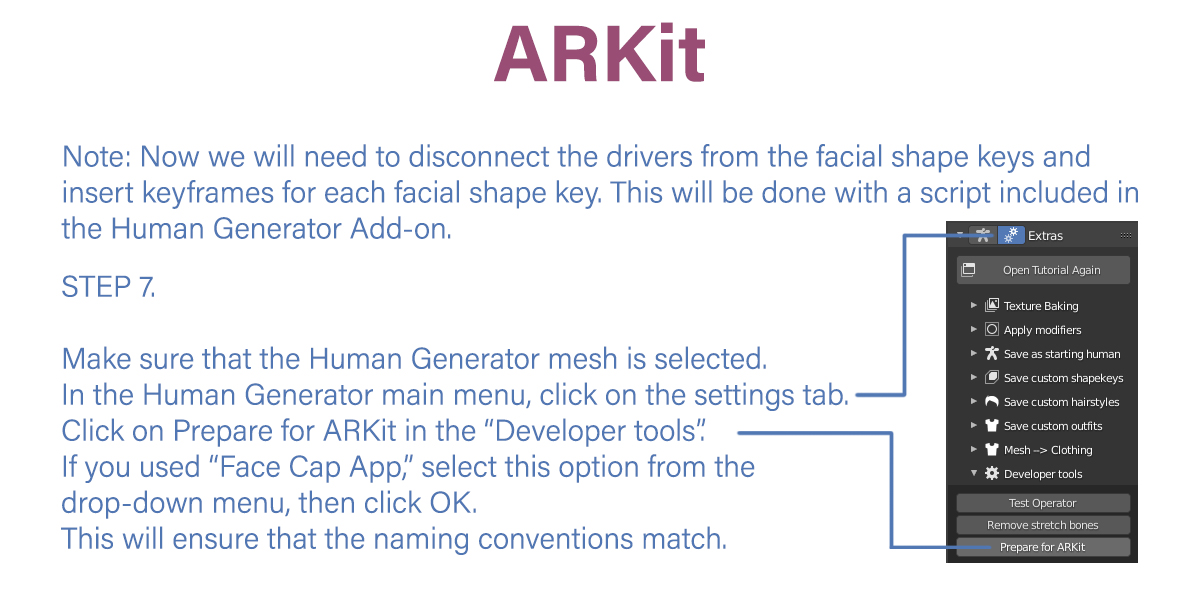 ARKit
Note: Now we will need to disconnect the drivers from the facial shape keys and
insert keyframes for each facial shape key. This will be done with a script included in
the Human Generator Add-on.
STEP 7.
Make sure that the Human Generator mesh is selected.
In the Human Generator main menu, click on the settings tab.
Click on Prepare for ARKit in the “Developer tools”.
If you used “Face Cap App,” select this option from the
drop-down menu, then click OK.
This will ensure that the naming conventions match.
Extras
Open Tutorial Again
Texture Baking
Apply modifiers
Save as starting human
Save custom shapekeys
Save custom hairstyles
Save custom outfits
Mesh --> Clothing
Developer tools
Test Operator
Remove stretch bones
Prepare for ARKit